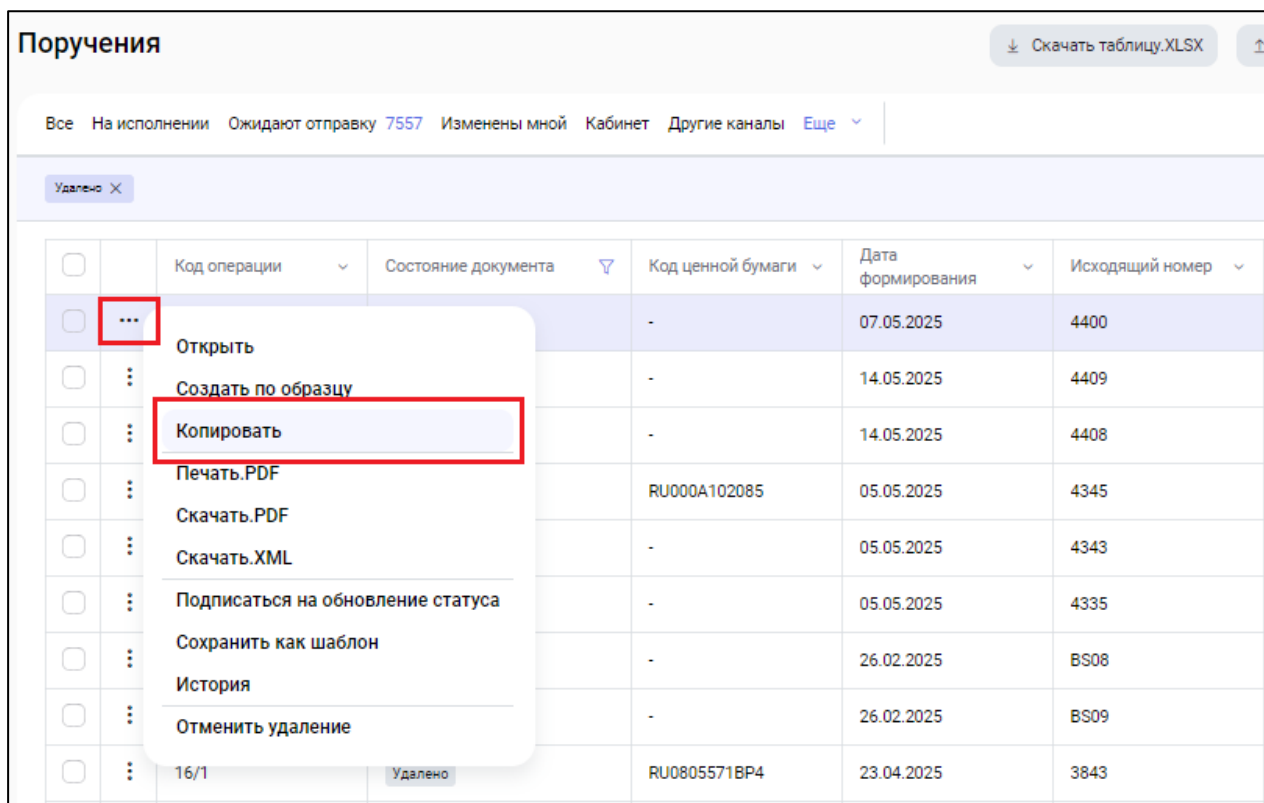 Поручения
Скачать таблицу.XLSX
Все На исполнении Ожидают отправку 7557 Изменены мной Кабинет Другие каналы Еще
Удалено
Код операции Состояние документа Код ценной бумаги Дата формирования Исходящий номер
- 07.05.2025 4400
Открыть
- 14.05.2025 4409
Создать по образцу
- 14.05.2025 4408
Копировать
Печать.PDF
RU000A102085 05.05.2025 4345
Скачать.PDF
- 05.05.2025 4343
Скачать.XML
- 05.05.2025 4335
Подписаться на обновление статуса
Сохранить как шаблон
- 26.02.2025 BS08
История
- 26.02.2025 BS09
Отменить удаление
16/1 Удалено RU0805571BP4 23.04.2025 3843